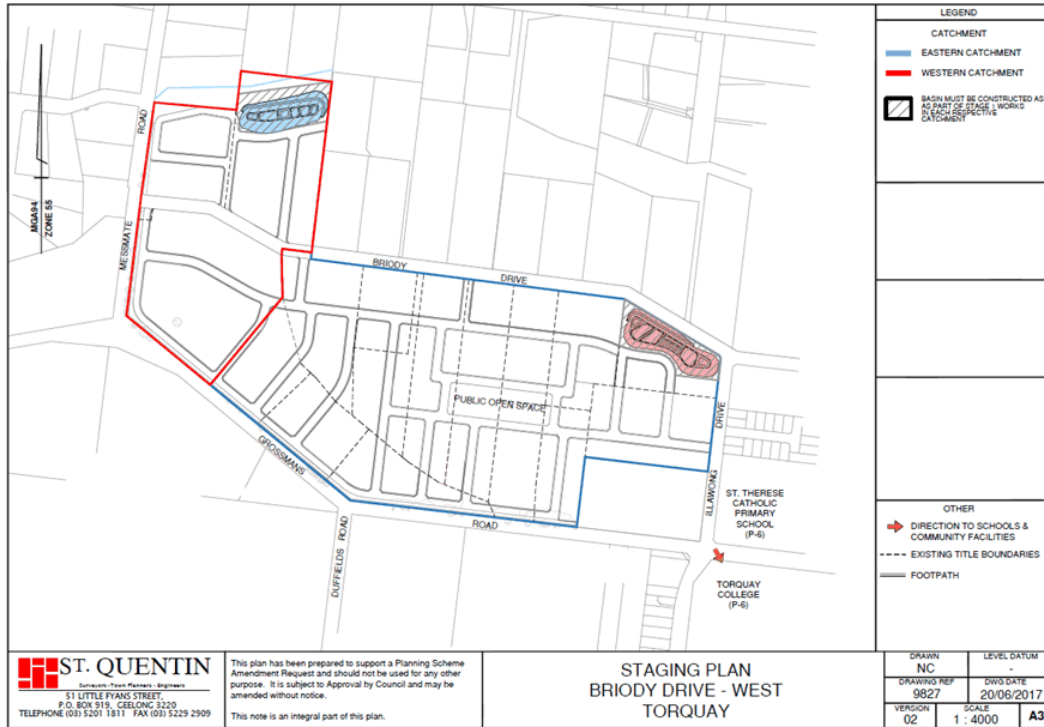 LEGEND
CATCHMENT
EASTERN CATCHMENT
WESTERN CATCHMENT
BASIN MUST BE CONSTRUCTED AS
AS PART OF STAGE 1 WORKS
IN EACH RESPECTIVE
CATCHMENT
ROAD
MGA94
ZONE 55
MESSMATE
BRIODY
DRIVE
PUBLIC OPEN SPACE
DRIVE
GROSSMANS
ILLAWONG
ST. THERESE
CATHOLIC
PRIMARY
SCHOOL
(P-6)
ROAD
DUFFIELDS ROAD
TORQUAY
COLLEGE
(P-6)
OTHER
DIRECTION TO SCHOOLS &
COMMUNITY FACILITIES
EXISTING TITLE BOUNDARIES
FOOTPATH
ST. QUENTIN
Surveyors - Town Planners - Engineers
51 LITTLE FYANS STREET,
P.O. BOX 919, GEELONG 3220
TELEPHONE (03) 5201 1811 FAX (03) 5229 2909
This plan has been prepared to support a Planning Scheme
Amendment Request and should not be used for any other
purpose. It is subject to Approval by Council and may be
amended without notice.
This note is an integral part of this plan.
STAGING PLAN
BRIODY DRIVE - WEST
TORQUAY
DRAWN
NC
LEVEL DATUM
-
DRAWING REF
9827
DWG DATE
20/06/2017
VERSION
02
SCALE
1 : 4000
A3